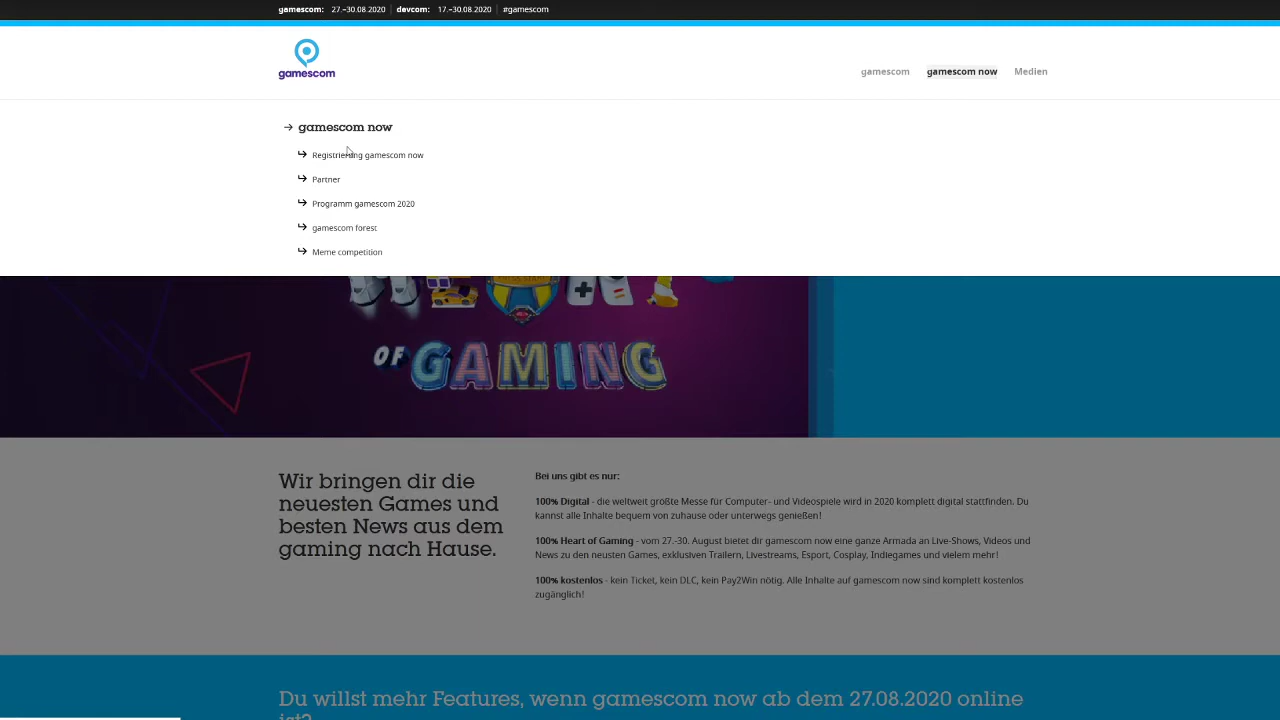 gamescom: 27.–30.08.2020 devcom: 17.–30.08.2020 #gamescom
gamescom
gamescom gamescom now Medien
gamescom now
Registrierung gamescom now
Partner
Programm gamescom 2020
gamescom forest
Meme competition
OF GAMING
Wir bringen dir die
neuesten Games und
besten News aus dem
gaming nach Hause.
Bei uns gibt es nur:
100% Digital - die weltweit größte Messe für Computer- und Videospiele wird in 2020 komplett digital stattfinden. Du
kannst alle Inhalte bequem von zuhause oder unterwegs genießen!
100% Heart of Gaming - vom 27.-30. August bietet dir gamescom now eine ganze Armada an Live-Shows, Videos und
News zu den neusten Games, exklusiven Trailern, Livestreams, Esport, Cosplay, Indiegames und vielem mehr!
100% kostenlos - kein Ticket, kein DLC, kein Pay2Win nötig. Alle Inhalte auf gamescom now sind komplett kostenlos
zugänglich!
Du willst mehr Features, wenn gamescom now ab dem 27.08.2020 online
ist?